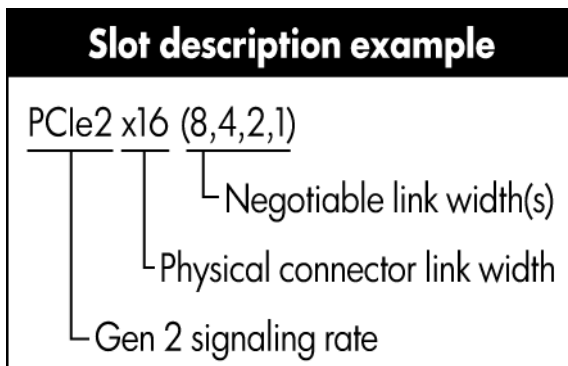 Slot description example
PCIe2 x16 (8,4,2,1)
Negotiable link width(s)
Physical connector link width
Gen 2 signaling rate